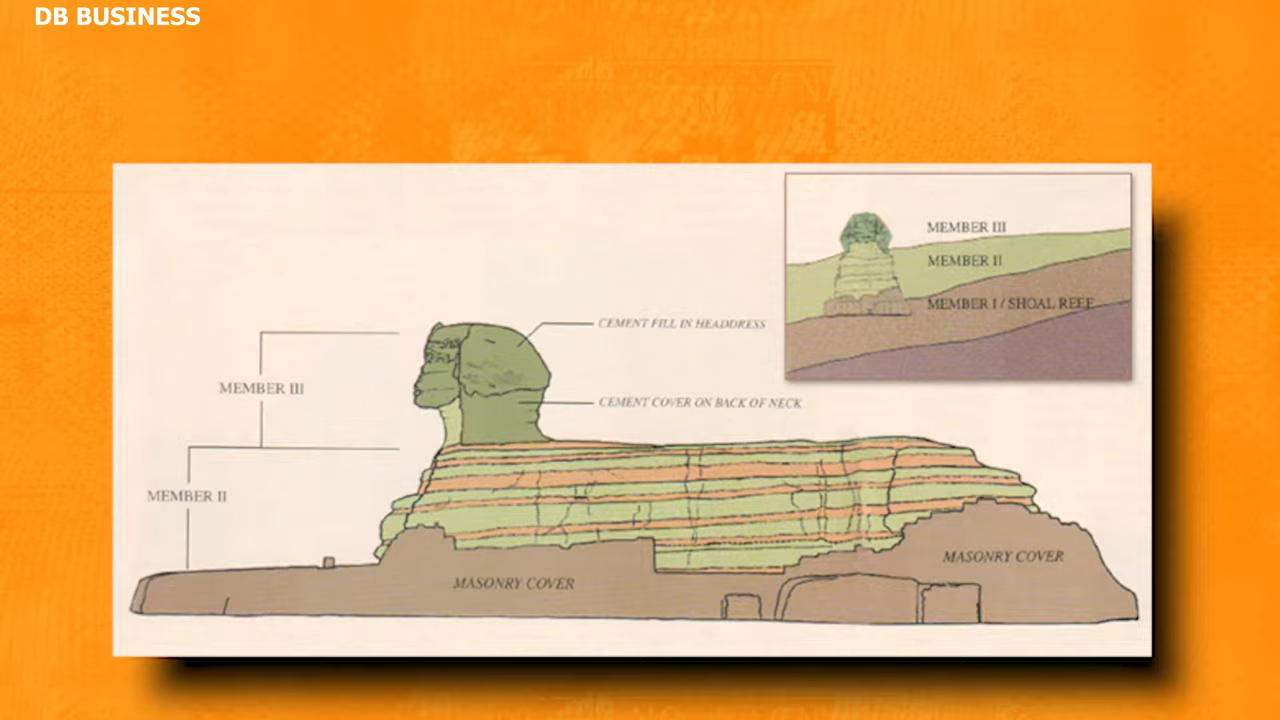 DB BUSINESS
MEMBER III
MEMBER II
MEMBER I / SHOAL REEF
CEMENT FILL IN HEADDRESS
MEMBER III
CEMENT COVER ON BACK OF NECK
MEMBER II
MASONRY COVER
MASONRY COVER